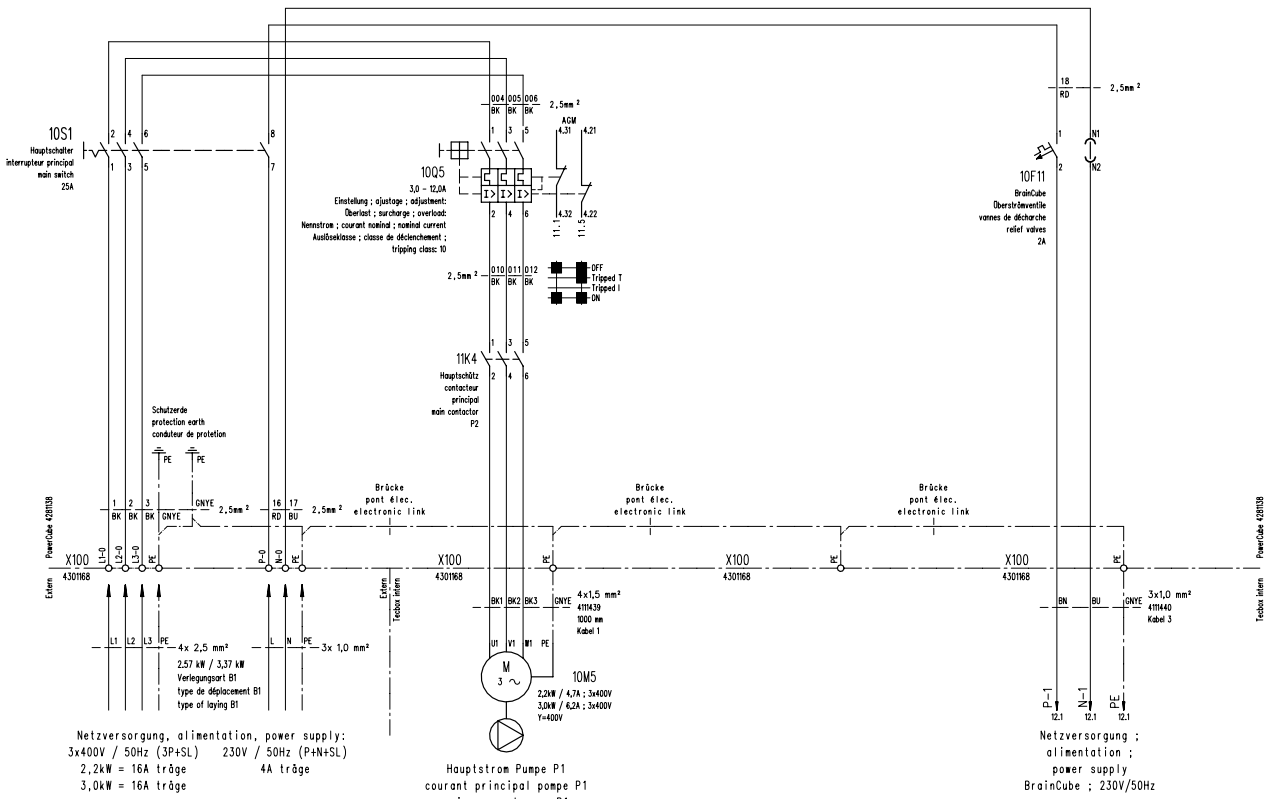 004 005 006
BK BK BK
2,5mm²
AGM
4.31 4.21
18
RD
2,5mm²
10S1
Hauptschalter
interrupteur principal
main switch
25A
2 4 6 8
1 3 5 7
1 3 5
10Q5
3,0 - 12,0A
Einstellung ; ajustage ; adjustment:
Überlast ; surcharge ; overload:
Nennstrom ; courant nominal ; nominal current
Auslöseklasse ; classe de déclenchement ;
tripping class: 10
I> I> I>
2 4 6
4.32 4.22
11.1 11.5
1 N1
2 N2
10F11
BrainCube
Überströmventile
vannes de décharche
relief valves
2A
2,5mm²
010 011 012
BK BK BK
OFF
Tripped T
Tripped I
ON
1 3 5
11K4
2 4 6
Hauptschütz
contacteur
principal
main contactor
P2
Schutzerde
protection earth
conduteur de protetion
PE PE
1 2 3
BK BK BK GNYE
GNYE
2,5mm²
16 17
RD BU
2,5mm²
Brücke
pont élec.
electronic link
Brücke
pont élec.
electronic link
Brücke
pont élec.
electronic link
PowerCube 4281138
Extern
X100
4301168
L1-0 L2-0 L3-0 PE
P-0 N-0 PE
Extern
Tecbox intern
X100
4301168
PE
X100
4301168
PE
X100
4301168
PE
PowerCube 4281138
Tecbox intern
BK1 BK2 BK3 GNYE
4x1,5 mm²
4111439
1000 mm
Kabel 1
BN BU GNYE
3x1,0 mm²
4111440
Kabel 3
L1 L2 L3 PE
4x 2,5 mm²
2.57 kW / 3,37 kW
Verlegungsart B1
type de déplacement B1
type of laying B1
L N PE
3x 1,0 mm²
U1 V1 W1 PE
M
3 ~
10M5
2,2kW / 4,7A ; 3x400V
3,0kW / 6,2A ; 3x400V
Y=400V
P-1 N-1 PE
12.1 12.1 12.1
Netzversorgung, alimentation, power supply:
3x400V / 50Hz (3P+SL) 230V / 50Hz (P+N+SL)
2,2kW = 16A träge 4A träge
3,0kW = 16A träge
Hauptstrom Pumpe P1
courant principal pompe P1
Netzversorgung ;
alimentation ;
power supply
BrainCube ; 230V/50Hz